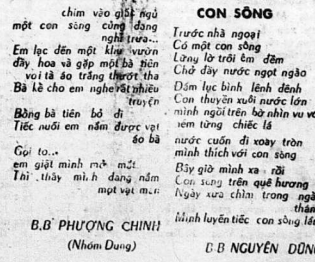 chìm vào giấc ngủ
một con sông cũng đang
nghỉ trưa...
Em lạc đến một khu vườn
đầy hoa và gặp một bà tiên
với tà áo trắng thướt tha
Bà kể cho em nghe rất nhiều
truyện
Bỗng bà tiên bỏ đi
Tiếc nuối em nắm được vạt
áo bà
Gọi to...
em giật mình mở mắt
Thì thấy mình đang nắm
một vạt
B.B PHƯỢNG CHINH
(Nhóm Dung)
CON SÔNG
Trước nhà ngoại
Có một con sông
Lững lờ trôi êm đềm
Chở đầy nước ngọt ngào
Đám lục bình lênh đênh
Con thuyền xuôi nước lớn
mình ngồi trên bờ nhìn vu vơ
ném từng chiếc lá
nước cuốn đi xoay tròn
mình thích với con sông
Bây giờ mình xa rồi
Con sông trên quê hương
Ngày xưa chìm trong
Mình luyến tiếc con sông
B.B NGUYÊN